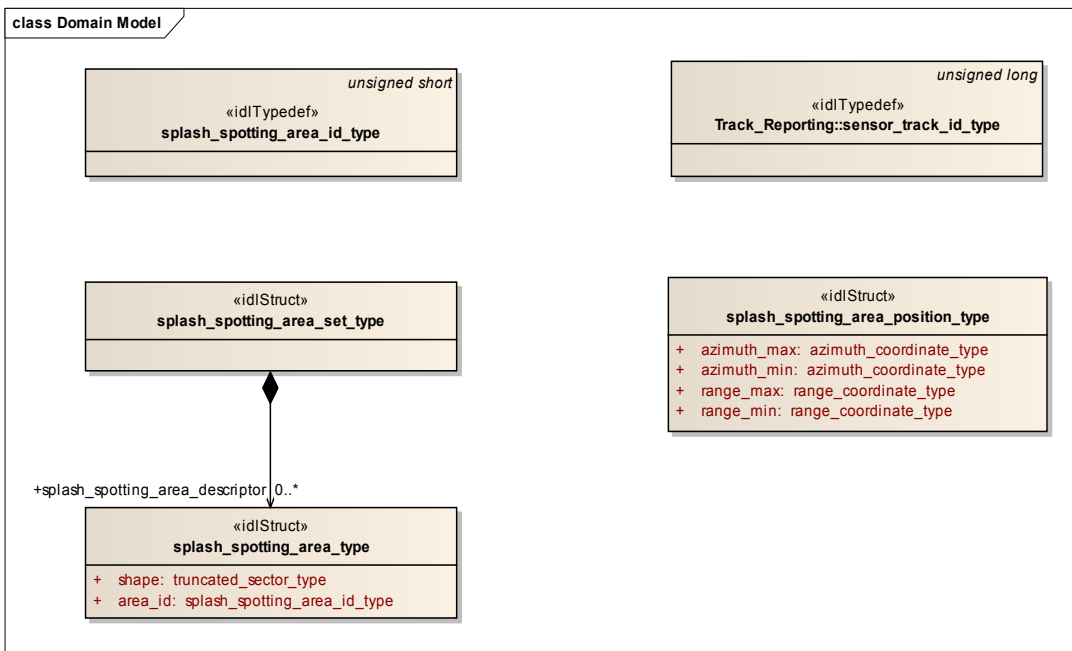 class Domain Model
unsigned short
«idlTypedef»
splash_spotting_area_id_type
unsigned long
«idlTypedef»
Track_Reporting::sensor_track_id_type
«idlStruct»
splash_spotting_area_set_type
«idlStruct»
splash_spotting_area_position_type
+ azimuth_max: azimuth_coordinate_type
+ azimuth_min: azimuth_coordinate_type
+ range_max: range_coordinate_type
+ range_min: range_coordinate_type
+splash_spotting_area_descriptor 0..*
«idlStruct»
splash_spotting_area_type
+ shape: truncated_sector_type
+ area_id: splash_spotting_area_id_type